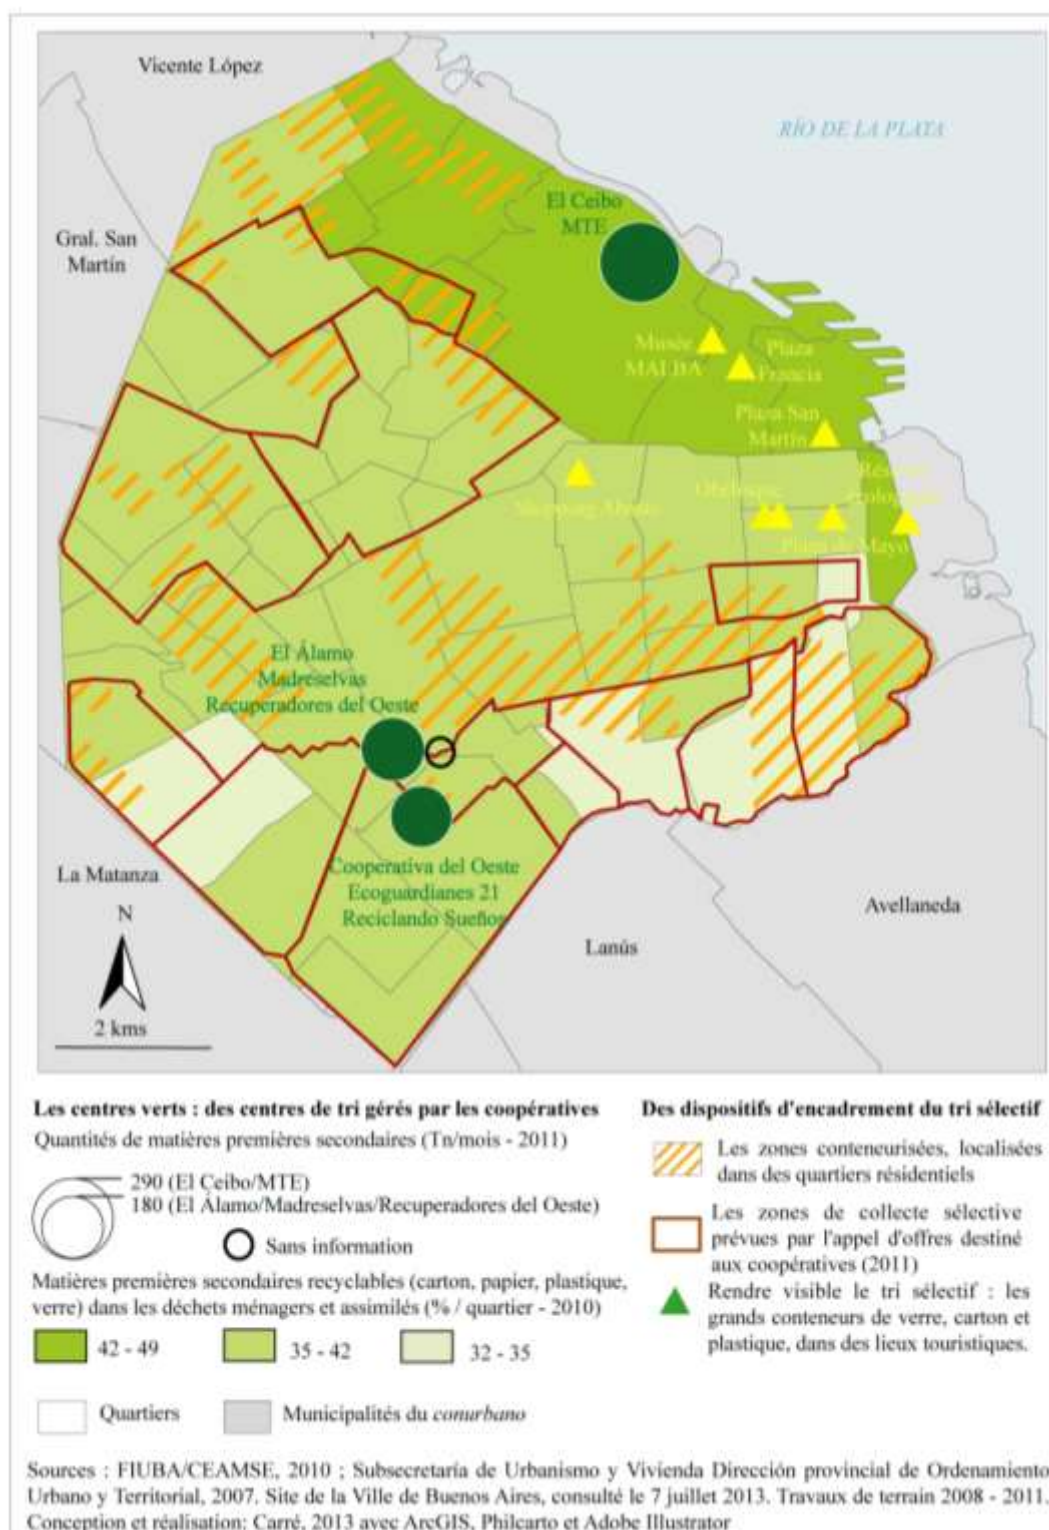 Vicente López
RÍO DE LA PLATA
El Ceibo
MTE
Gral. San
Martín
Musée
MALBA
Plaza
Francia
Plaza San
Martín
Plaza de Mayo
El Álamo
Madreselvas
Recuperadores del Oeste
La Matanza
Cooperativa del Oeste
Ecoguardianes 21
Reciclando Sueños
Avellaneda
Lanús
N
2 kms
Les centres verts : des centres de tri gérés par les coopératives
Quantités de matières premières secondaires (Tn/mois - 2011)
290 (El Ceibo/MTE)
180 (El Álamo/Madreselvas/Recuperadores del Oeste)
Sans information
Matières premières secondaires recyclables (carton, papier, plastique,
verre) dans les déchets ménagers et assimilés (% / quartier - 2010)
42 - 49
35 - 42
32 - 35
Quartiers
Municipalités du conurbano
Des dispositifs d'encadrement du tri sélectif
Les zones conteneurisées, localisées
dans des quartiers résidentiels
Les zones de collecte sélective
prévues par l'appel d'offres destiné
aux coopératives (2011)
Rendre visible le tri sélectif : les
grands conteneurs de verre, carton et
plastique, dans des lieux touristiques.
Sources : FIUBA/CEAMSE, 2010 ; Subsecretaría de Urbanismo y Vivienda Dirección provincial de Ordenamiento
Urbano y Territorial, 2007. Site de la Ville de Buenos Aires, consulté le 7 juillet 2013. Travaux de terrain 2008 - 2011.
Conception et réalisation: Carré, 2013 avec ArcGIS, Philcarto et Adobe Illustrator